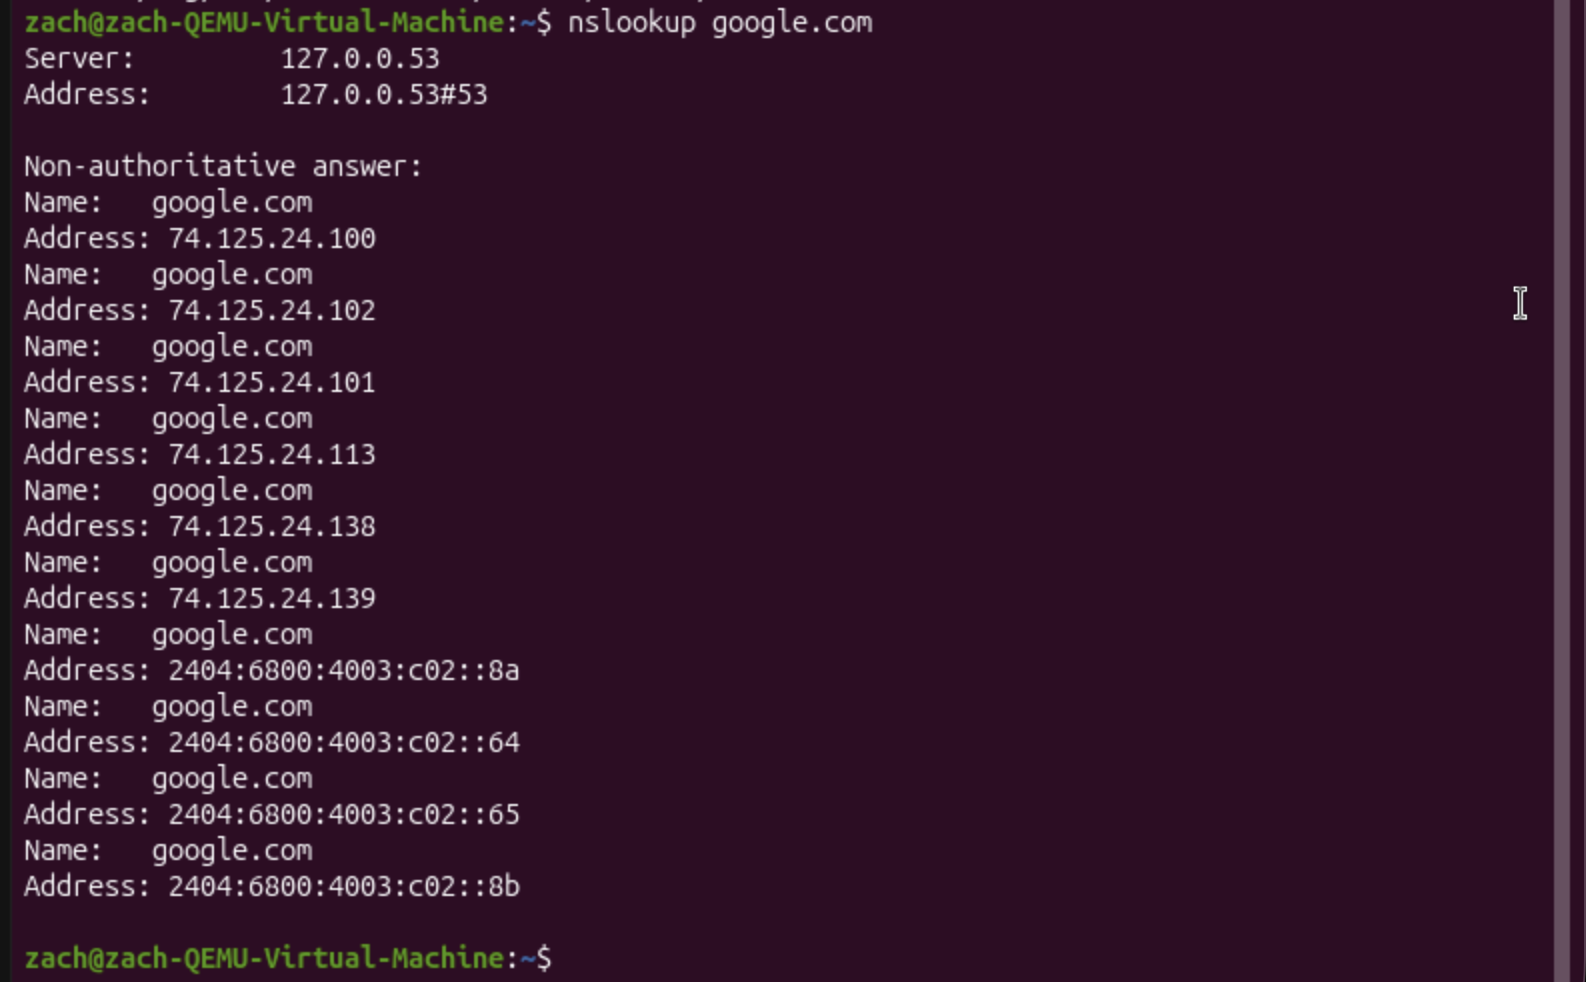 zach@zach-QEMU-Virtual-Machine:~$ nslookup google.com
Server:         127.0.0.53
Address:        127.0.0.53#53

Non-authoritative answer:
Name:   google.com
Address: 74.125.24.100
Name:   google.com
Address: 74.125.24.102
Name:   google.com
Address: 74.125.24.101
Name:   google.com
Address: 74.125.24.113
Name:   google.com
Address: 74.125.24.138
Name:   google.com
Address: 74.125.24.139
Name:   google.com
Address: 2404:6800:4003:c02::8a
Name:   google.com
Address: 2404:6800:4003:c02::64
Name:   google.com
Address: 2404:6800:4003:c02::65
Name:   google.com
Address: 2404:6800:4003:c02::8b

zach@zach-QEMU-Virtual-Machine:~$